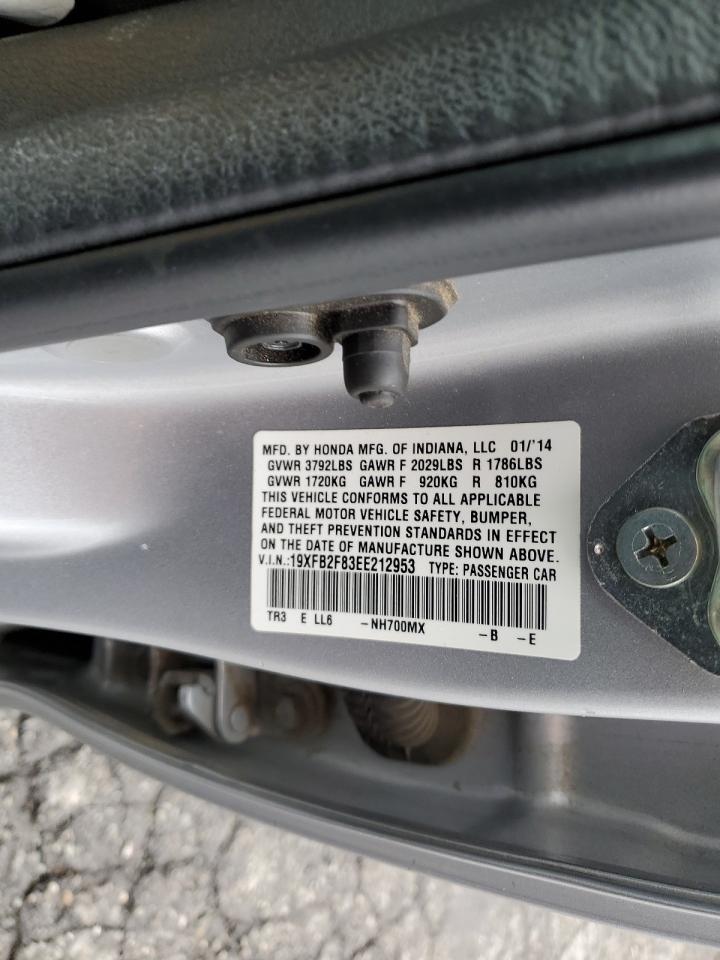 MFD. BY HONDA MFG. OF INDIANA, LLC 01/'14
GVWR 3792LBS GAWR F 2029LBS R 1786LBS
GVWR 1720KG GAWR F 920KG R 810KG
THIS VEHICLE CONFORMS TO ALL APPLICABLE
FEDERAL MOTOR VEHICLE SAFETY, BUMPER,
AND THEFT PREVENTION STANDARDS IN EFFECT
ON THE DATE OF MANUFACTURE SHOWN ABOVE.
V.I.N.:19XFB2F83EE212953 TYPE: PASSENGER CAR
TR3 E LL6 -NH700MX -B -E